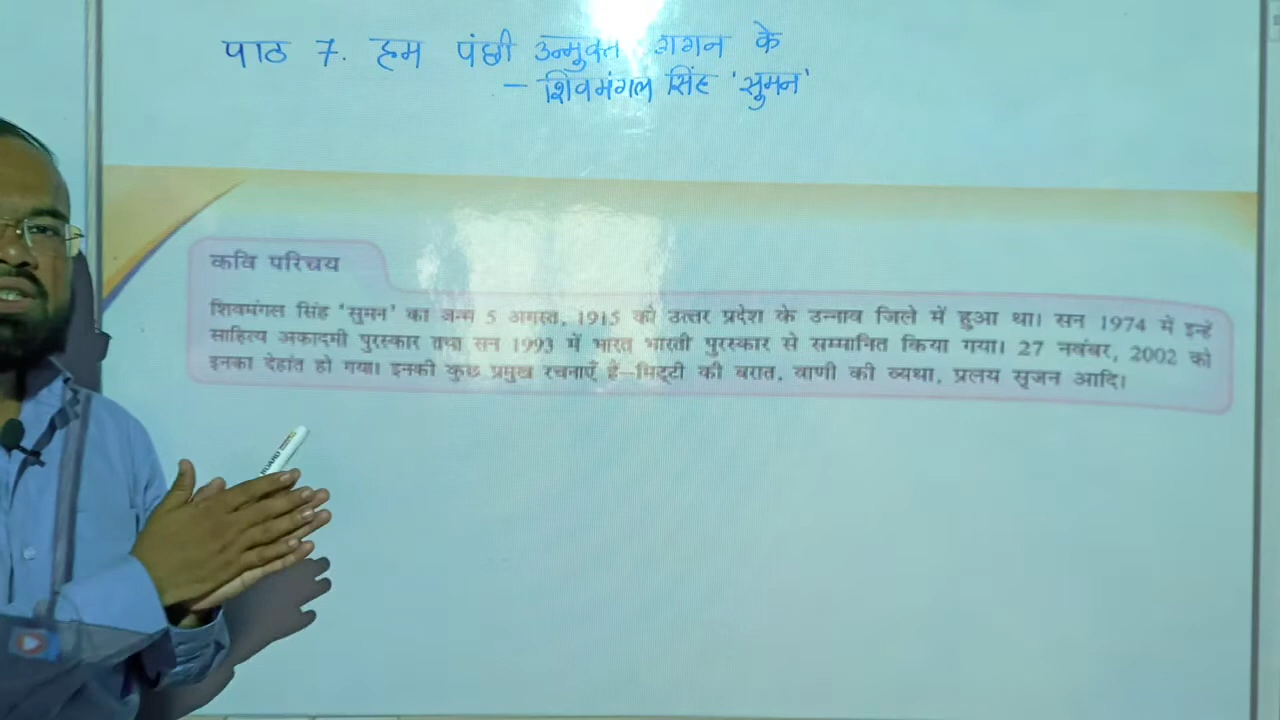 पाठ 7. हम पंछी उन्मुक्त गगन के
– शिवमंगल सिंह 'सुमन'
कवि परिचय
शिवमंगल सिंह 'सुमन' का जन्म 5 अगस्त, 1915 को उत्तर प्रदेश के उन्नाव जिले में हुआ था। सन 1974 में इन्हें
साहित्य अकादमी पुरस्कार तथा सन 1993 में भारत भारती पुरस्कार से सम्मानित किया गया। 27 नवंबर, 2002 को
इनका देहांत हो गया। इनकी कुछ प्रमुख रचनाएँ हैं–मिट्टी की बरात, वाणी की व्यथा, प्रलय सृजन आदि।